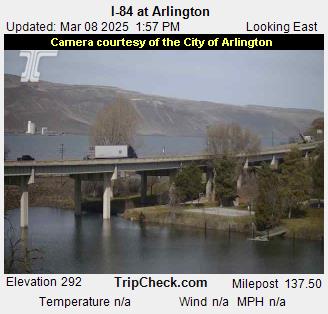 I-84 at Arlington
Updated: Mar 08 2025 1:57 PM Looking East
Camera courtesy of the City of Arlington
Elevation 292 TripCheck.com Milepost 137.50
Temperature n/a Wind n/a MPH n/a